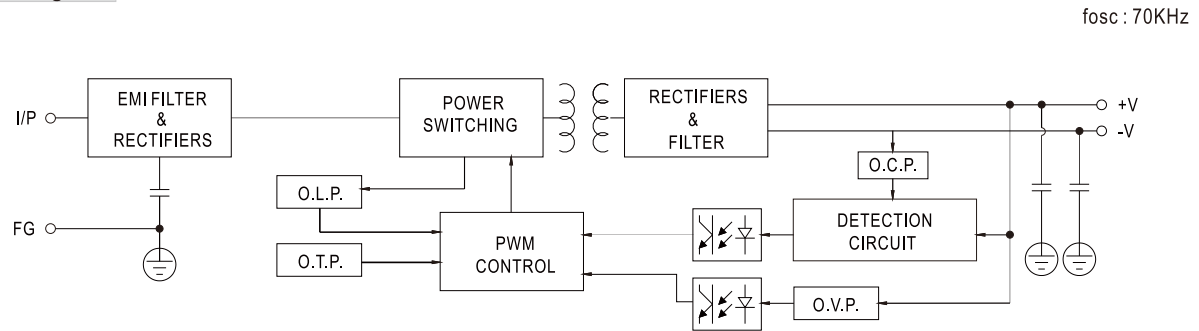 fosc : 70KHz
I/P
EMI FILTER
&
RECTIFIERS
POWER
SWITCHING
RECTIFIERS
&
FILTER
+V
-V
O.C.P.
O.L.P.
FG
PWM
CONTROL
DETECTION
CIRCUIT
O.T.P.
O.V.P.